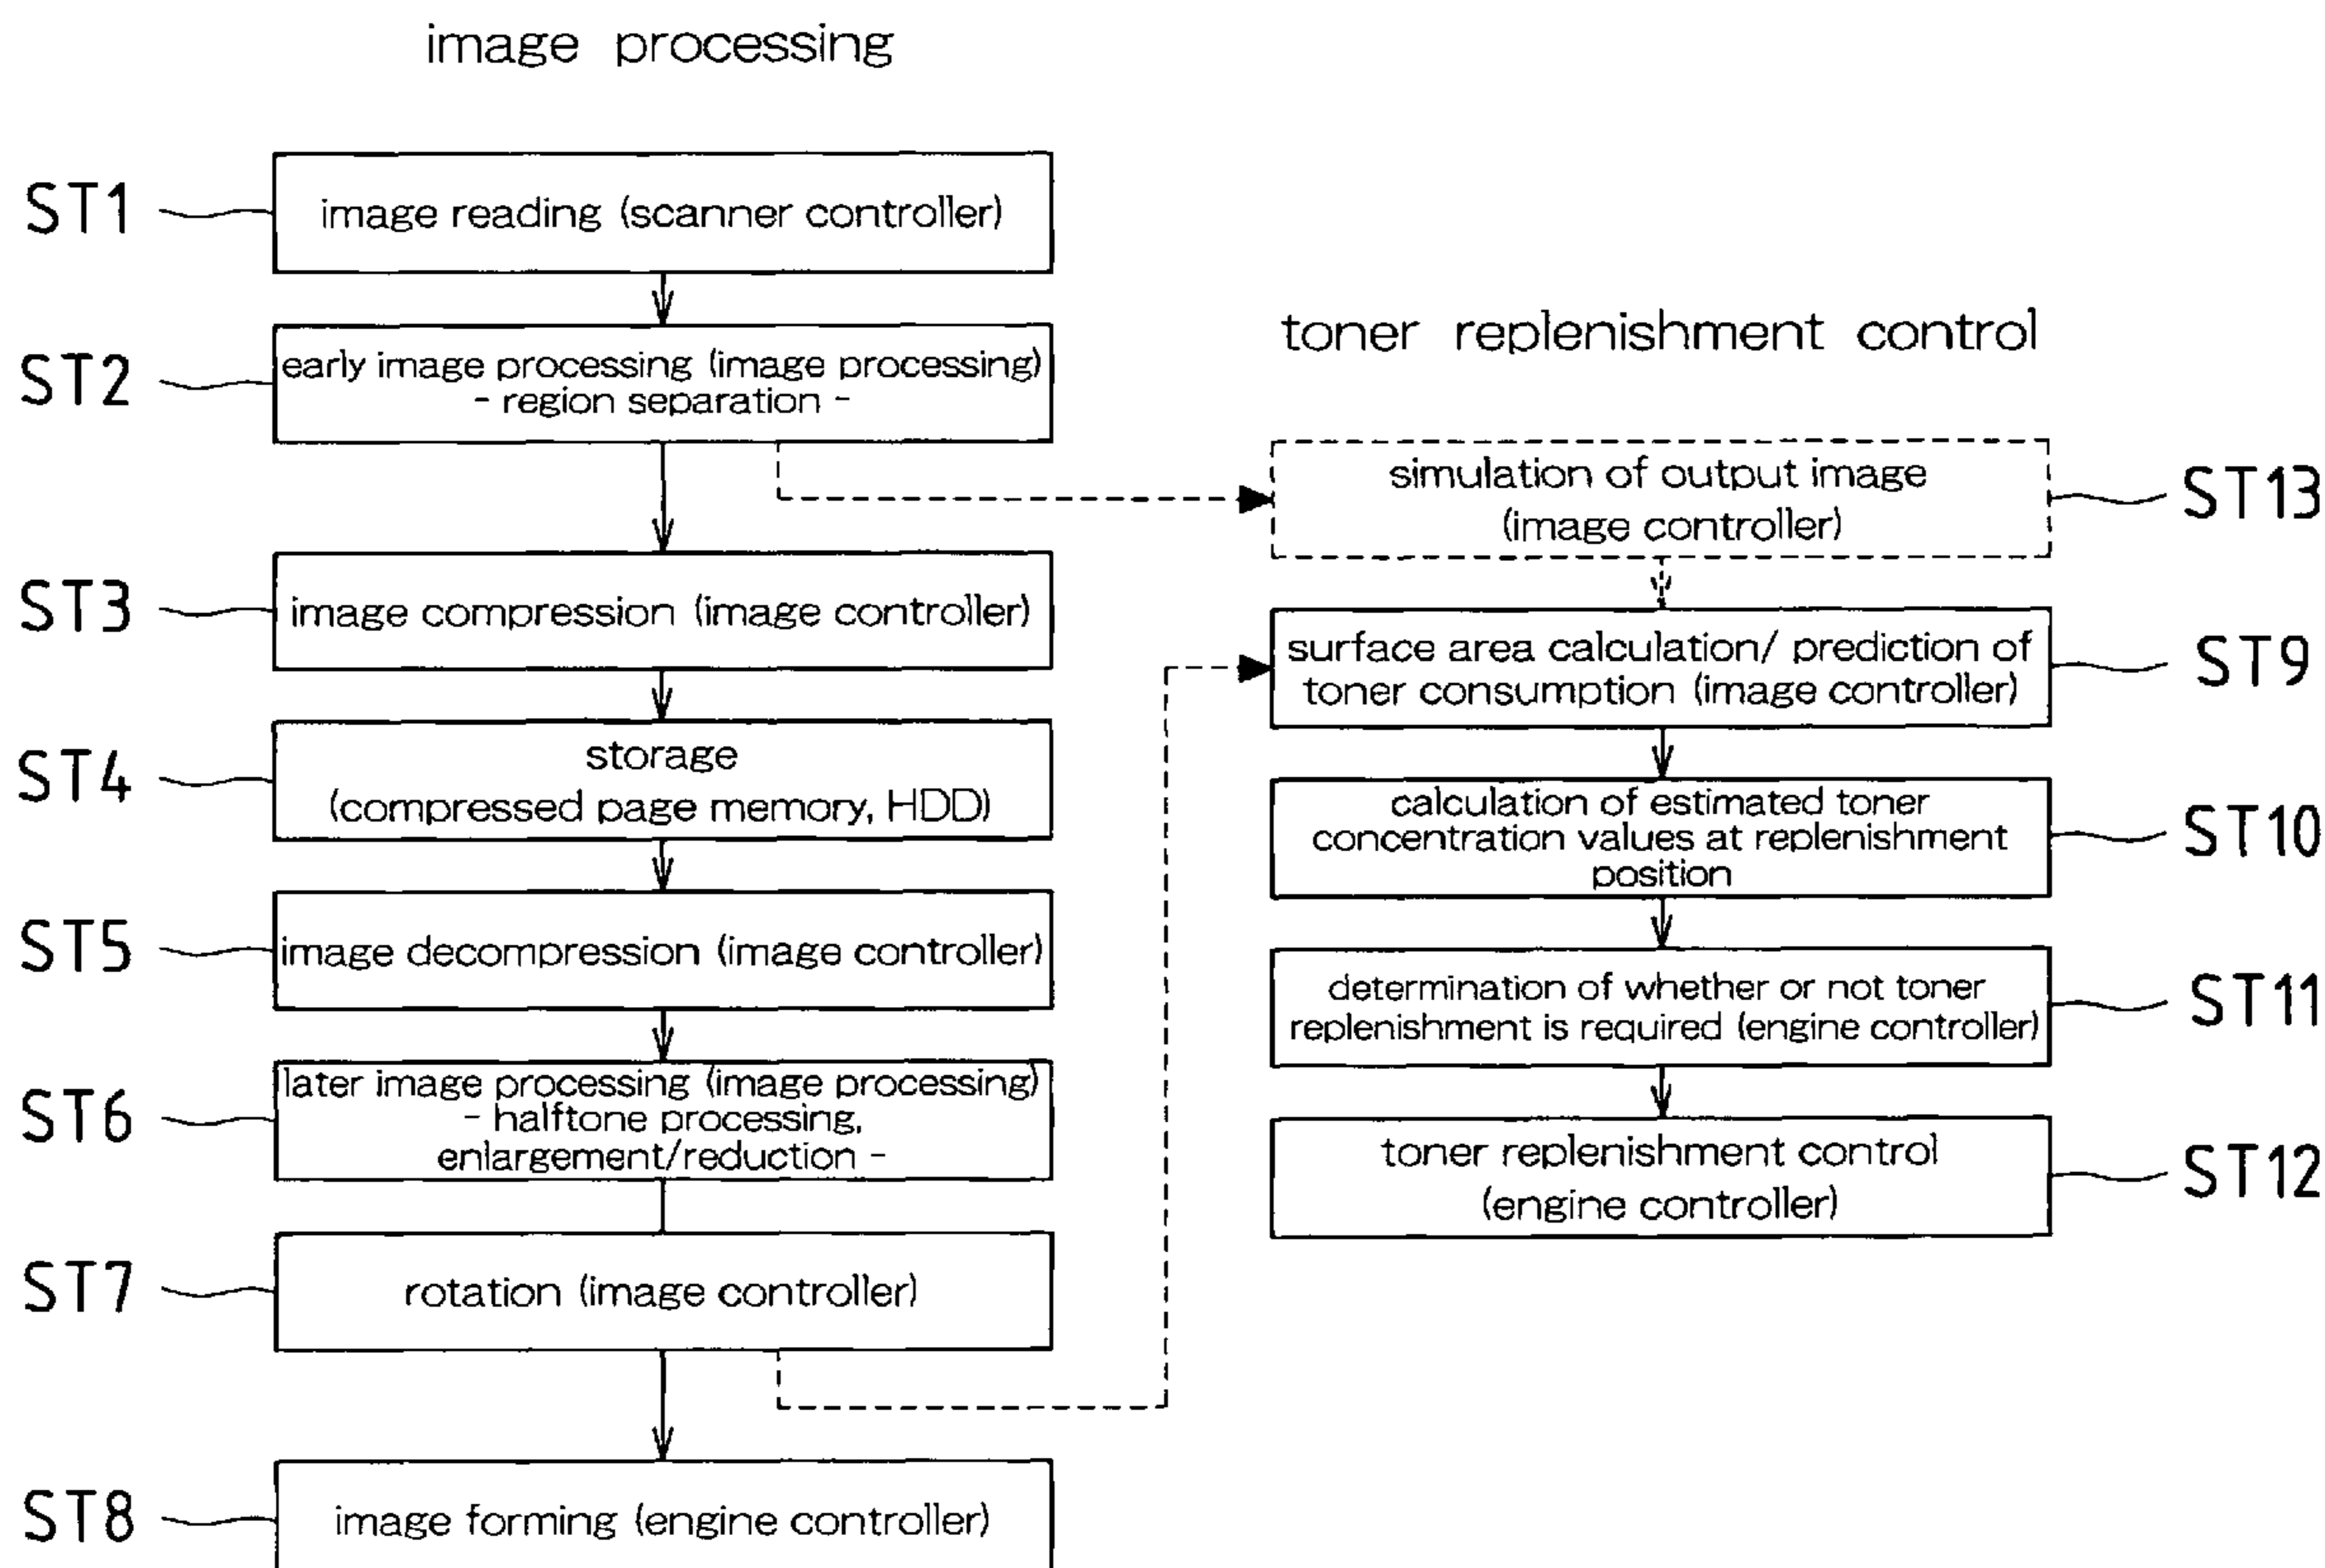 image processing
ST1
image reading (scanner controller)
ST2
early image processing (image processing)
- region separation -
ST3
image compression (image controller)
ST4
storage
(compressed page memory, HDD)
ST5
image decompression (image controller)
ST6
later image processing (image processing)
- halftone processing,
enlargement/reduction -
ST7
rotation (image controller)
ST8
image forming (engine controller)
toner replenishment control
simulation of output image
(image controller)
ST13
surface area calculation/ prediction of
toner consumption (image controller)
ST9
calculation of estimated toner
concentration values at replenishment
position
ST10
determination of whether or not toner
replenishment is required (engine controller)
ST11
toner replenishment control
(engine controller)
ST12